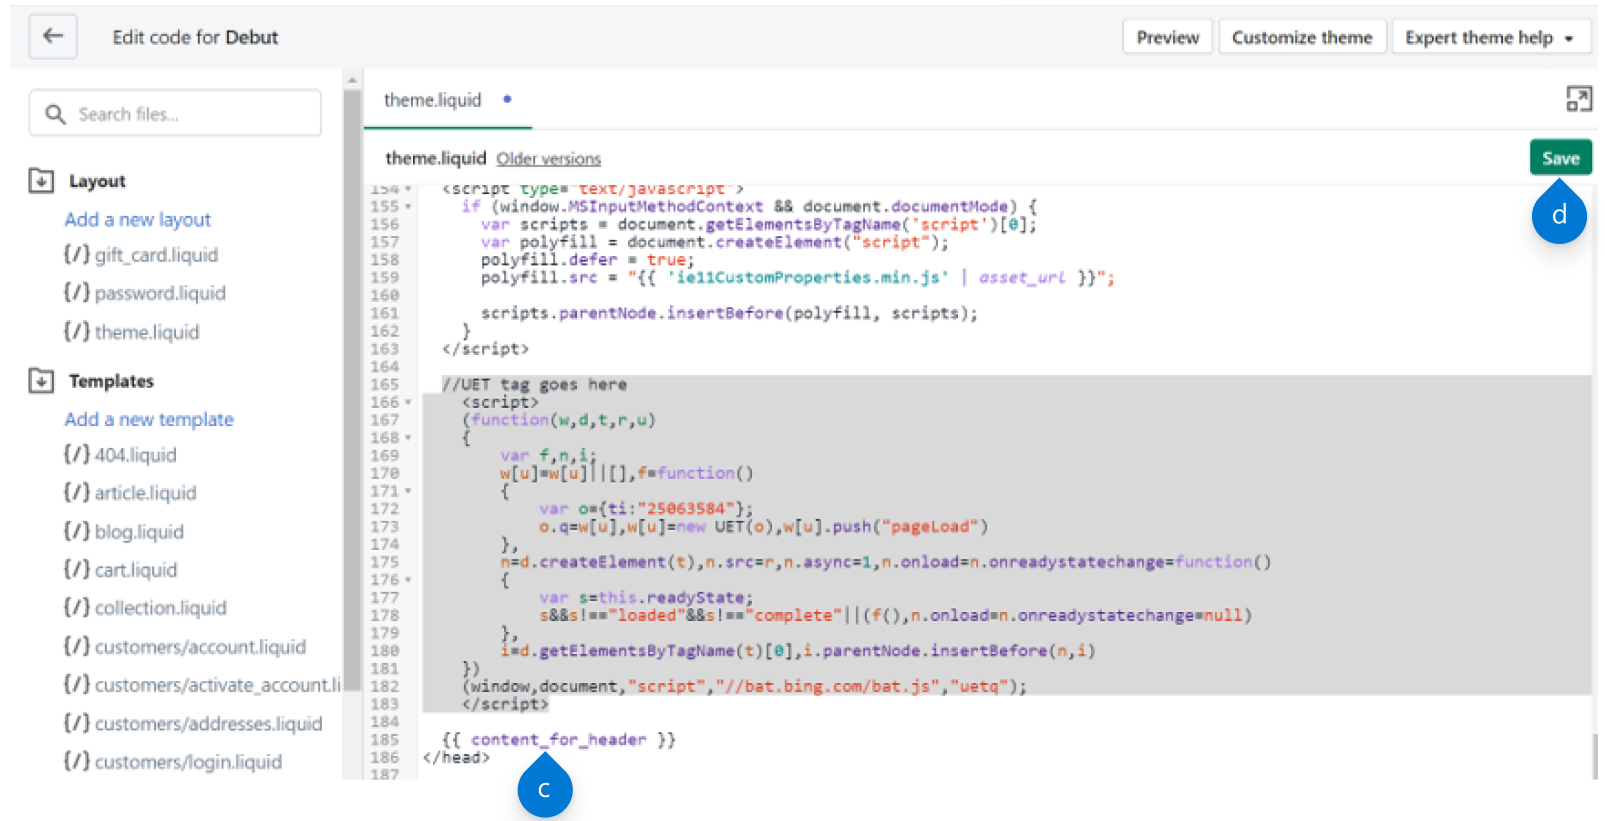 Edit code for Debut
Preview
Customize theme
Expert theme help
Search files...
Layout
Add a new layout
{/} gift_card.liquid
{/} password.liquid
{/} theme.liquid
Templates
Add a new template
{/} 404.liquid
{/} article.liquid
{/} blog.liquid
{/} cart.liquid
{/} collection.liquid
{/} customers/account.liquid
{/} customers/activate_account.li
{/} customers/addresses.liquid
{/} customers/login.liquid
theme.liquid
theme.liquid Older versions
Save
d
154 <script type="text/javascript">
155 if (window.MSInputMethodContext && document.documentMode) {
156 var scripts = document.getElementsByTagName('script')[0];
157 var polyfill = document.createElement("script");
158 polyfill.defer = true;
159 polyfill.src = "{{ 'ie11CustomProperties.min.js' | asset_url }}";
160
161 scripts.parentNode.insertBefore(polyfill, scripts);
162 }
163 </script>
164
165 //UET tag goes here
166 <script>
167 (function(w,d,t,r,u)
168 {
169 var f,n,i;
170 w[u]=w[u]||[],f=function()
171 {
172 var o={ti:"25063584"};
173 o.q=w[u],w[u]=new UET(o),w[u].push("pageLoad")
174 },
175 n=d.createElement(t),n.src=r,n.async=1,n.onload=n.onreadystatechange=function()
176 {
177 var s=this.readyState;
178 s&&s!=="loaded"&&s!=="complete"||(f(),n.onload=n.onreadystatechange=null)
179 },
180 i=d.getElementsByTagName(t)[0],i.parentNode.insertBefore(n,i)
181 })
182 (window,document,"script","//bat.bing.com/bat.js","uetq");
183 </script>
184
185 {{ content_for_header }}
186 </head>
187
c